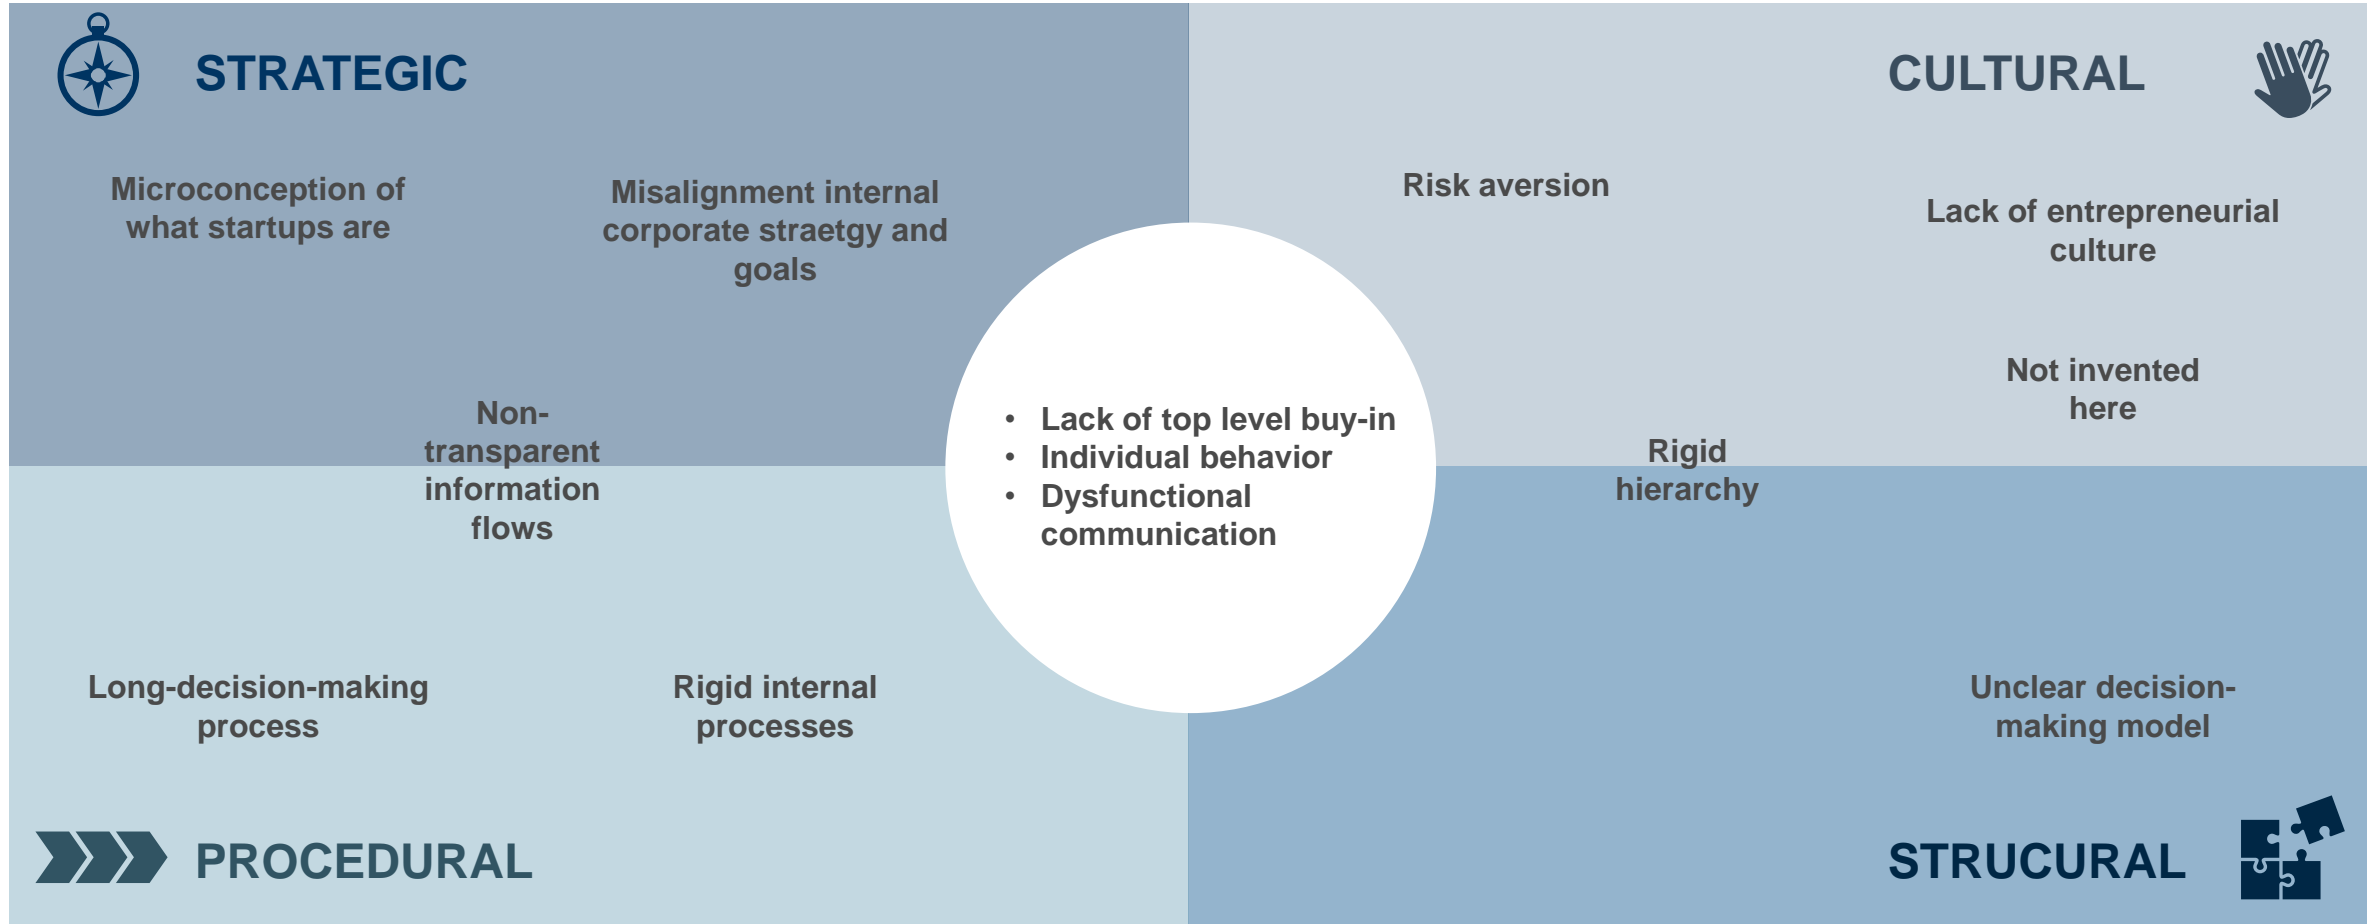 STRATEGIC
Microconception of
what startups are
Misalignment internal
corporate straetgy and
goals
CULTURAL
Risk aversion
Lack of entrepreneurial
culture
Not invented
here
Non-
transparent
information
flows
• Lack of top level buy-in
• Individual behavior
• Dysfunctional
communication
Rigid
hierarchy
Long-decision-making
process
Rigid internal
processes
PROCEDURAL
Unclear decision-
making model
STRUCURAL